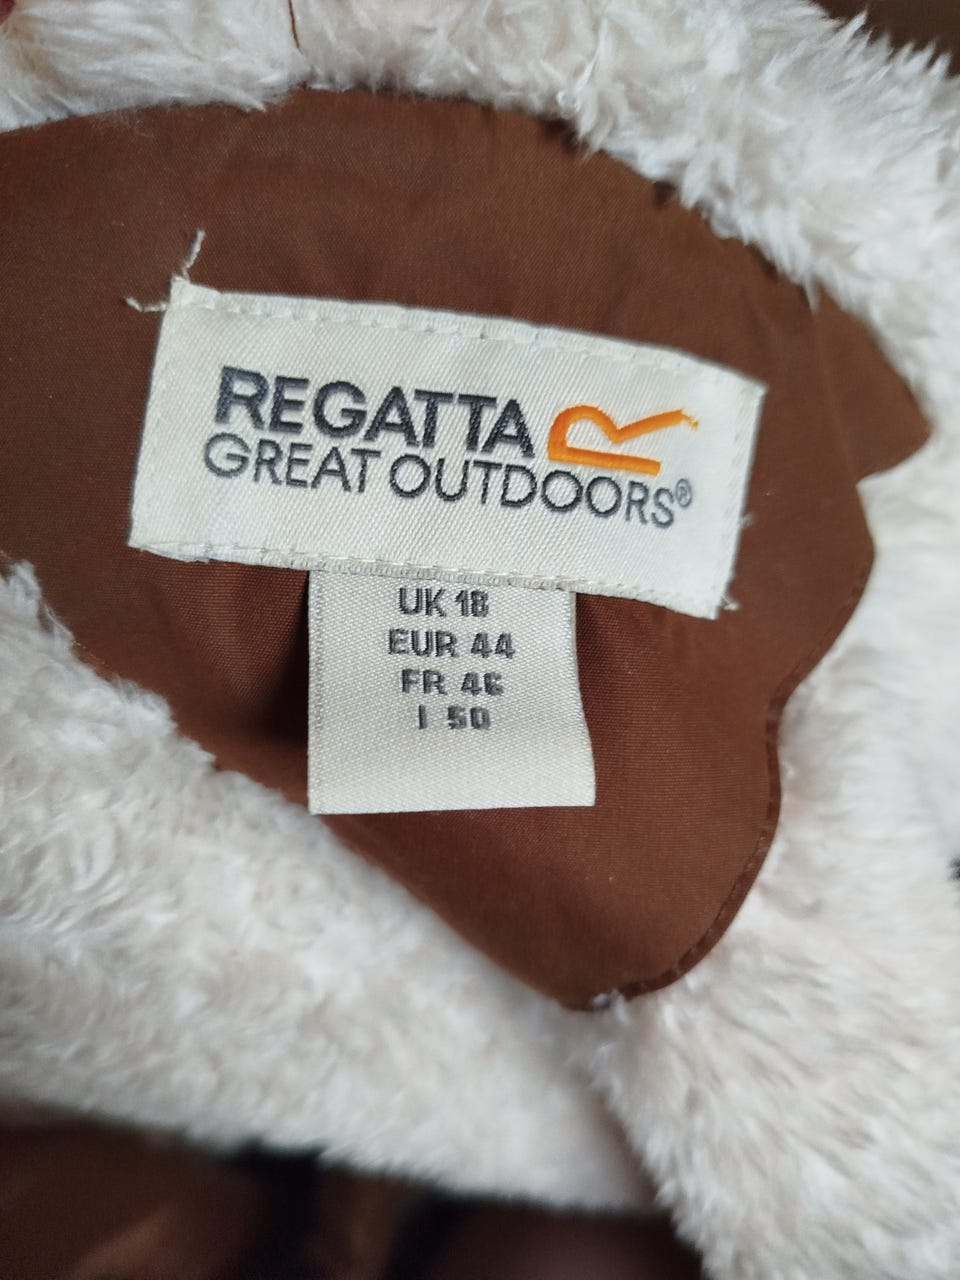 REGATTA
GREAT OUTDOORS®
UK 18
EUR 44
FR 46
I 50